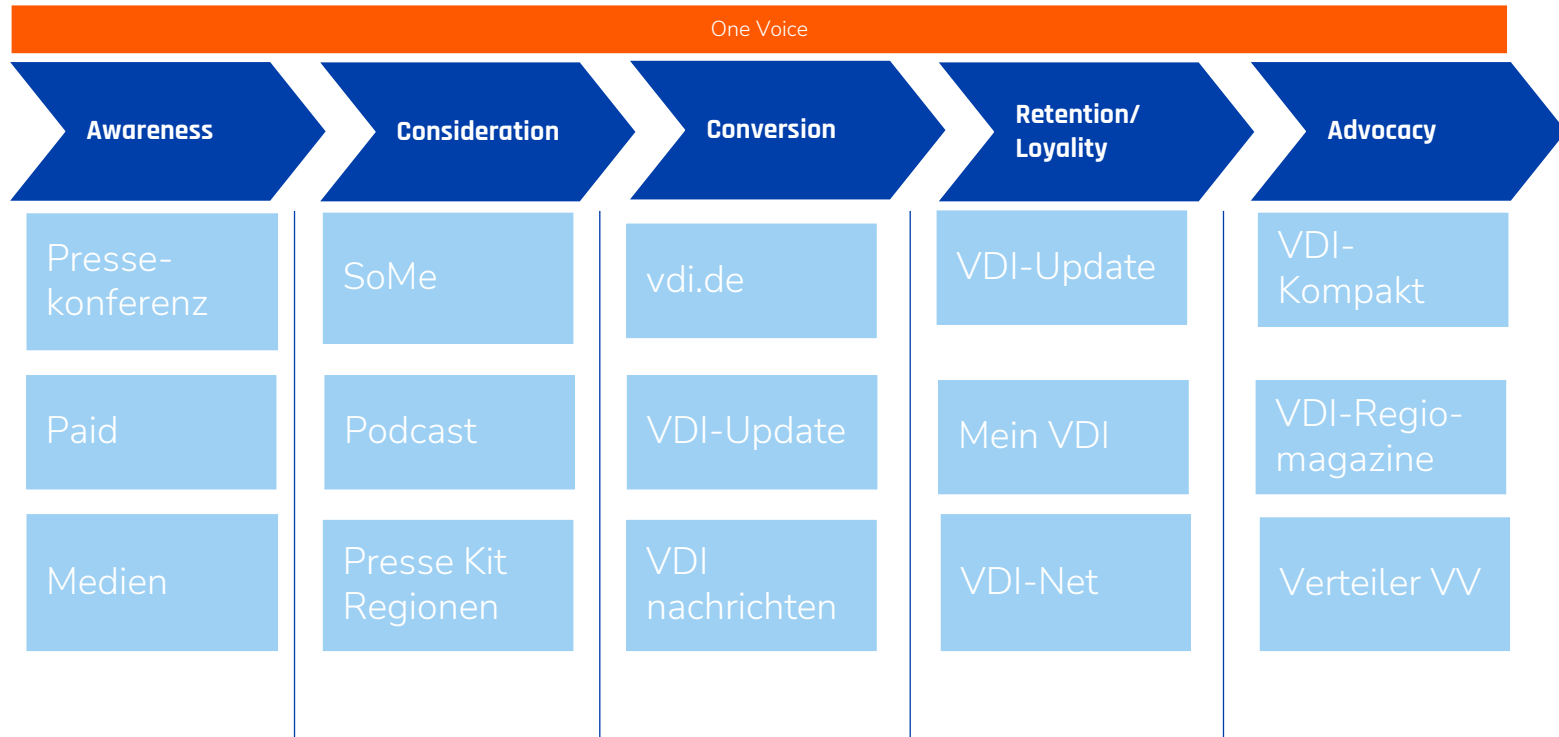 One Voice
Awareness
Consideration
Conversion
Retention/
Loyality
Advocacy
Presse-
konferenz
SoMe
vdi.de
VDI-Update
VDI-
Kompakt
Paid
Podcast
VDI-Update
Mein VDI
VDI-Regio-
magazine
Medien
Presse Kit
Regionen
VDI
nachrichten
VDI-Net
Verteiler VV